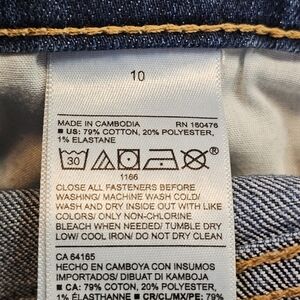 10
MADE IN CAMBODIA RN 160476
■ US: 79% COTTON, 20% POLYESTER,
1% ELASTANE
30
1166
CLOSE ALL FASTENERS BEFORE
WASHING/ MACHINE WASH COLD/
WASH AND DRY INSIDE OUT WITH LIKE
COLORS/ ONLY NON-CHLORINE
BLEACH WHEN NEEDED/ TUMBLE DRY
LOW/ COOL IRON/ DO NOT DRY CLEAN
CA 64165
HECHO EN CAMBOYA CON INSUMOS
IMPORTADOS/ DIBUAT DI KAMBOJA
■ CA: 79% COTTON, 20% POLYESTER,
1% ELASTHANNE ■ CR/CL/MX/PE: 79%